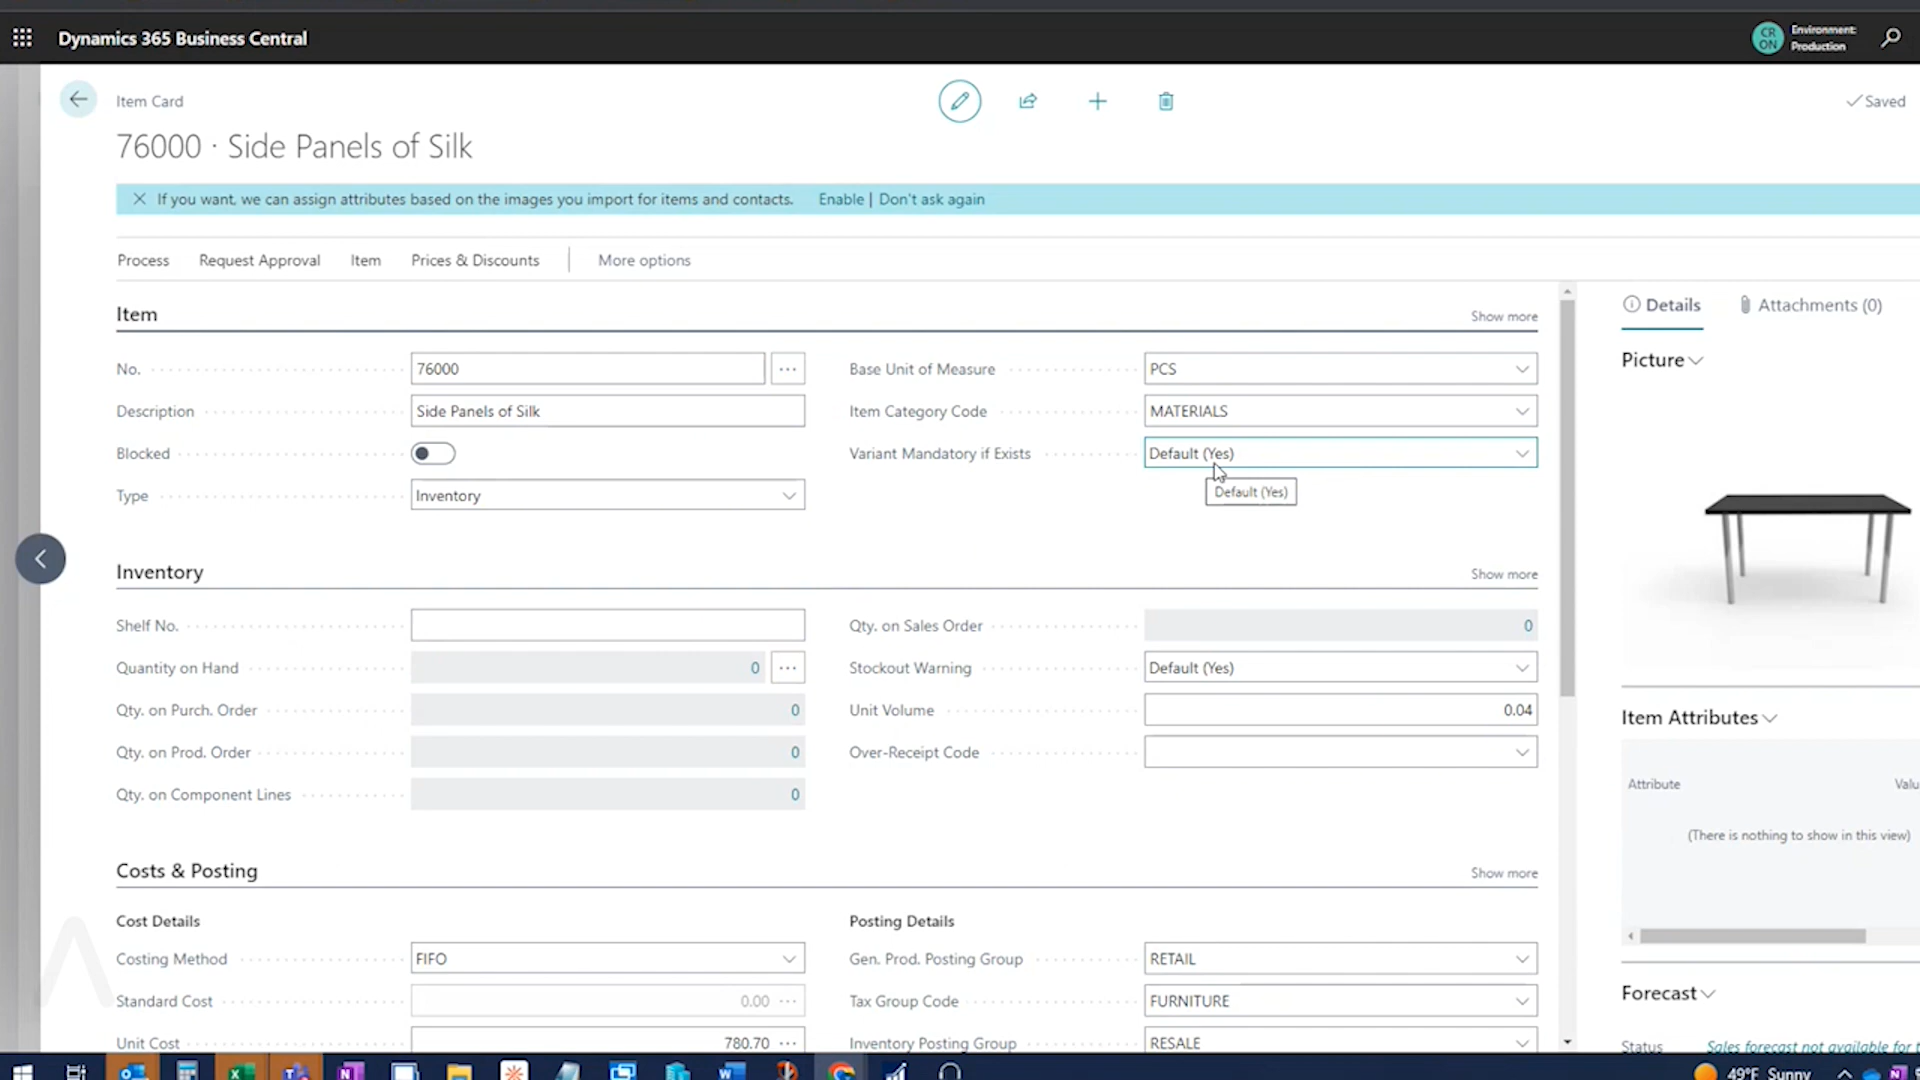 Dynamics 365 Business Central
CR
ON
Environment:
Production
Item Card
Saved
76000 · Side Panels of Silk
If you want, we can assign attributes based on the images you import for items and contacts. Enable | Don't ask again
Process Request Approval Item Prices & Discounts More options
Item
Show more
No.
76000
Description
Side Panels of Silk
Blocked
Type
Inventory
Base Unit of Measure
PCS
Item Category Code
MATERIALS
Variant Mandatory if Exists
Default (Yes)
Default (Yes)
Inventory
Show more
Shelf No.
Quantity on Hand
0
Qty. on Purch. Order
0
Qty. on Prod. Order
0
Qty. on Component Lines
0
Qty. on Sales Order
0
Stockout Warning
Default (Yes)
Unit Volume
0.04
Over-Receipt Code
Costs & Posting
Show more
Cost Details
Costing Method
FIFO
Standard Cost
0.00
Unit Cost
780.70
Posting Details
Gen. Prod. Posting Group
RETAIL
Tax Group Code
FURNITURE
Inventory Posting Group
RESALE
Details
Attachments (0)
Picture
Item Attributes
Attribute
Valu
(There is nothing to show in this view)
Forecast
Status
Sales forecast not available for t
49°F Sunny